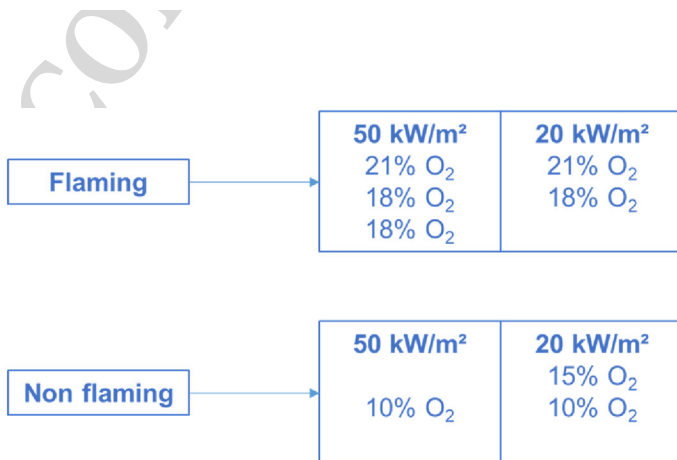 50 kW/m² 20 kW/m²
Flaming 21% O₂ 21% O₂
18% O₂ 18% O₂
18% O₂
50 kW/m² 20 kW/m²
15% O₂
Non flaming 10% O₂ 10% O₂